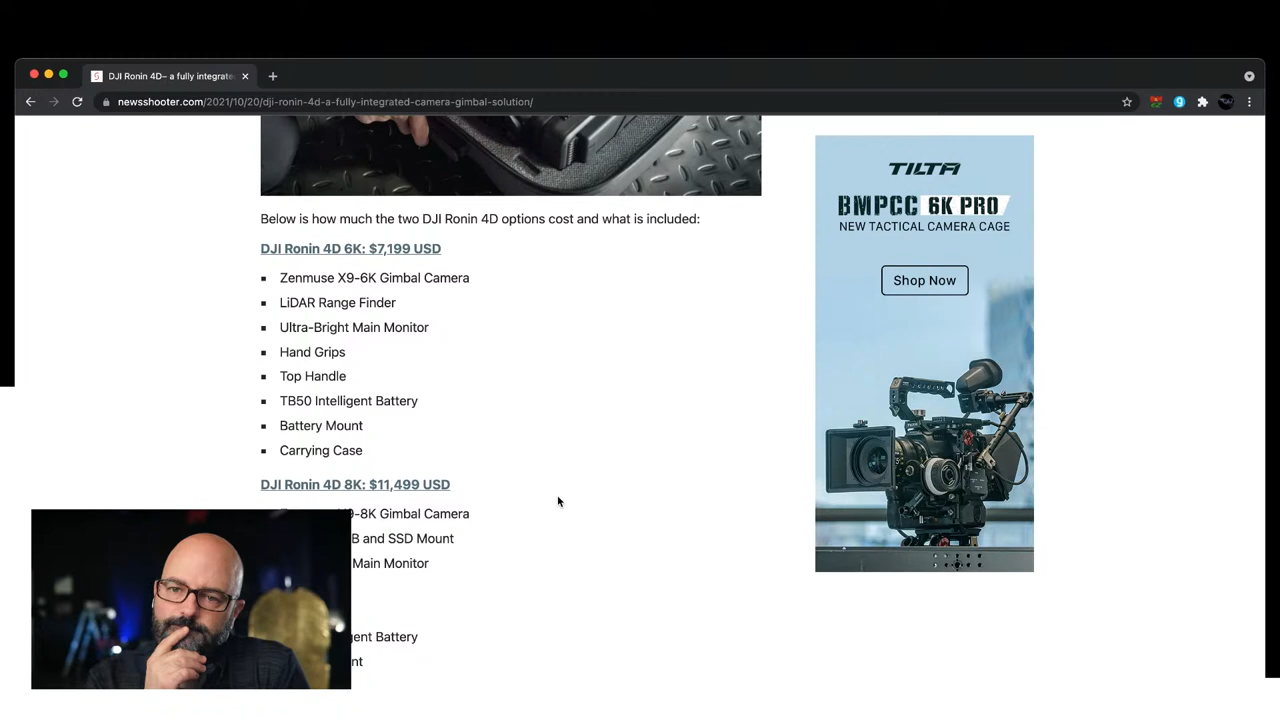 DJI Ronin 4D– a fully integrate
newsshooter.com/2021/10/20/dji-ronin-4d-a-fully-integrated-camera-gimbal-solution/
Below is how much the two DJI Ronin 4D options cost and what is included:
DJI Ronin 4D 6K: $7,199 USD
Zenmuse X9-6K Gimbal Camera
LiDAR Range Finder
Ultra-Bright Main Monitor
Hand Grips
Top Handle
TB50 Intelligent Battery
Battery Mount
Carrying Case
DJI Ronin 4D 8K: $11,499 USD
9-8K Gimbal Camera
B and SSD Mount
Main Monitor
gent Battery
nt
TILTA
BMPCC 6K PRO
NEW TACTICAL CAMERA CAGE
Shop Now